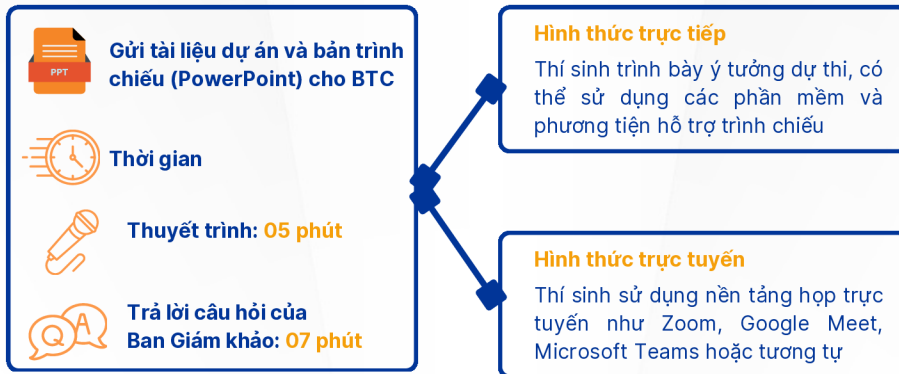 PPT
Gửi tài liệu dự án và bản trình
chiếu (PowerPoint) cho BTC
Thời gian
Thuyết trình: 05 phút
Q A
Trả lời câu hỏi của
Ban Giám khảo: 07 phút
Hình thức trực tiếp
Thí sinh trình bày ý tưởng dự thi, có
thể sử dụng các phần mềm và
phương tiện hỗ trợ trình chiếu
Hình thức trực tuyến
Thí sinh sử dụng nền tảng họp trực
tuyến như Zoom, Google Meet,
Microsoft Teams hoặc tương tự